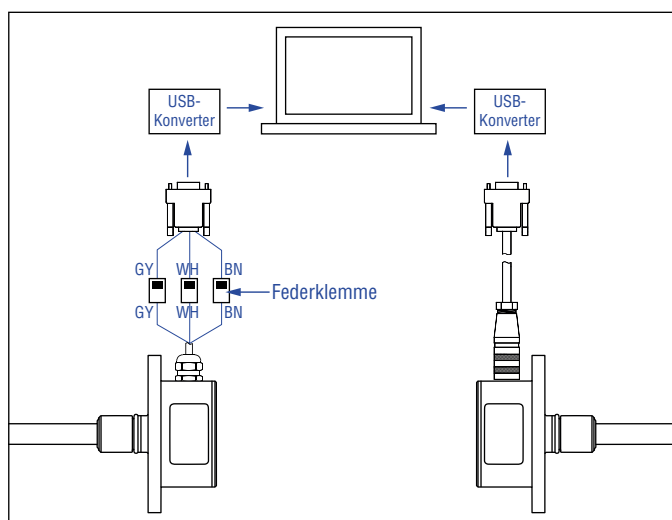 USB-
Konverter
USB-
Konverter
GY WH BN
Federklemme
GY WH BN